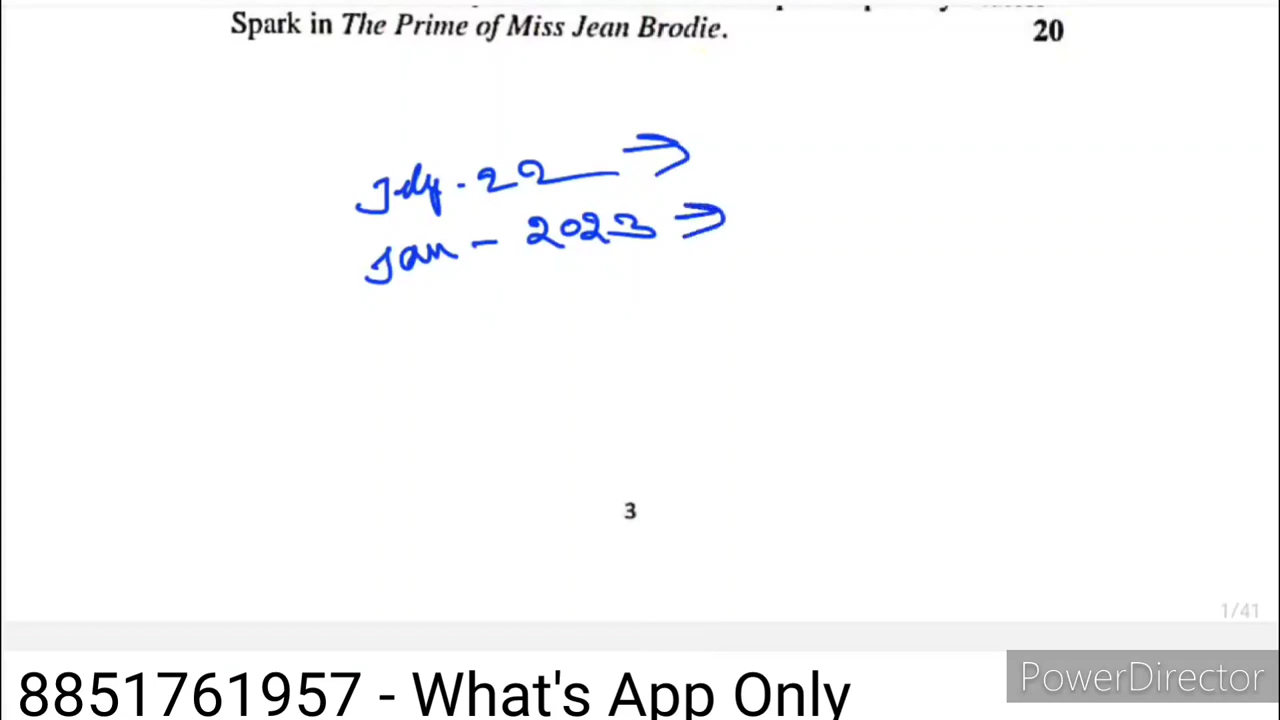 Spark in The Prime of Miss Jean Brodie. 20
July - 22
Jan - 2023
3
1/41
8851761957 - What's App Only
PowerDirector